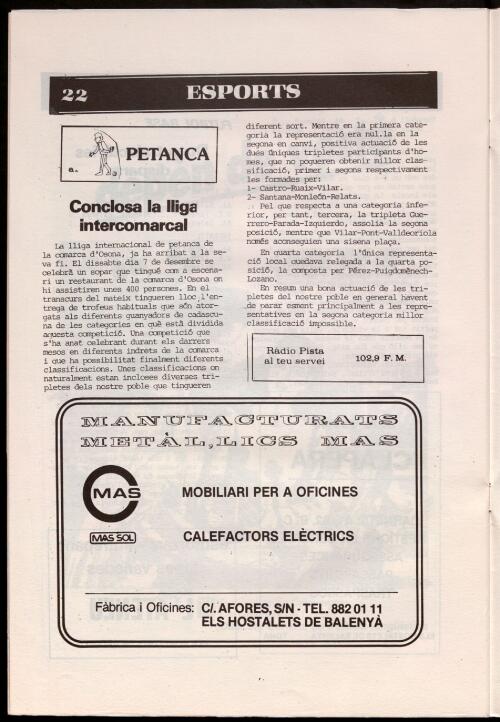 22
ESPORTS
PETANCA
Conclosa la lliga
intercomarcal
La lliga internacional de petanca de
la comarca d'Osona, ja ha arribat a la se-
va fi. El dissabte dia 7 de desembre se
celebrà un sopar que tingué com a escena-
ri un restaurant de la comarca d'Osona on
hi assistiren unes 400 persones. En el
transcurs del mateix tingueren lloc l'en-
trega de trofeus habituals que són ator-
gats als diferents guanyadors de cadascu-
na de les categories en què està dividida
aquesta competició. Una competició que
s'ha anat celebrant durant els darrers
mesos en diferents indrets de la comarca
i que ha possibilitat finalment diferents
classificacions. Unes classificacions on
naturalment estan incloses diverses tri-
pletes dels nostre poble que tingueren
diferent sort. Mentre en la primera cate-
goria la representació era nul.la en la
segona en canvi, positiva actuació de les
dues úniques tripletes participants d'ho-
mes, que no pogueren obtenir millor clas-
sificació, primer i segons respectivament
les formades per:
1- Castro-Ruaix-Vilar.
2- Santana-Monleón-Relats.
Pel que respecta a una categoria infe-
rior, per tant, tercera, la tripleta Gue-
rrero-Parada-Izquierdo, assolia la segona
posició, mentre que Vilar-Pont-Valldeoriola
només aconseguien una sisena plaça.
En quarta categoria l'única representa-
ció local quedava relegada a la quarta po-
sició, la composta per Pérez-Puigdomènech-
Lozano.
En resum una bona actuació de les tri-
pletes del nostre poble en general havent
de parar esment principalment a les repre-
sentatives en la segona categoria millor
classificació impossible.
Ràdio Pista
al teu servei
102,9 F.M.
MANUFACTURATS
METÀL,LICS MAS
MAS
MOBILIARI PER A OFICINES
MAS SOL
CALEFACTORS ELÈCTRICS
Fàbrica i Oficines: C/. AFORES, S/N - TEL. 882 01 11
ELS HOSTALETS DE BALENYÀ